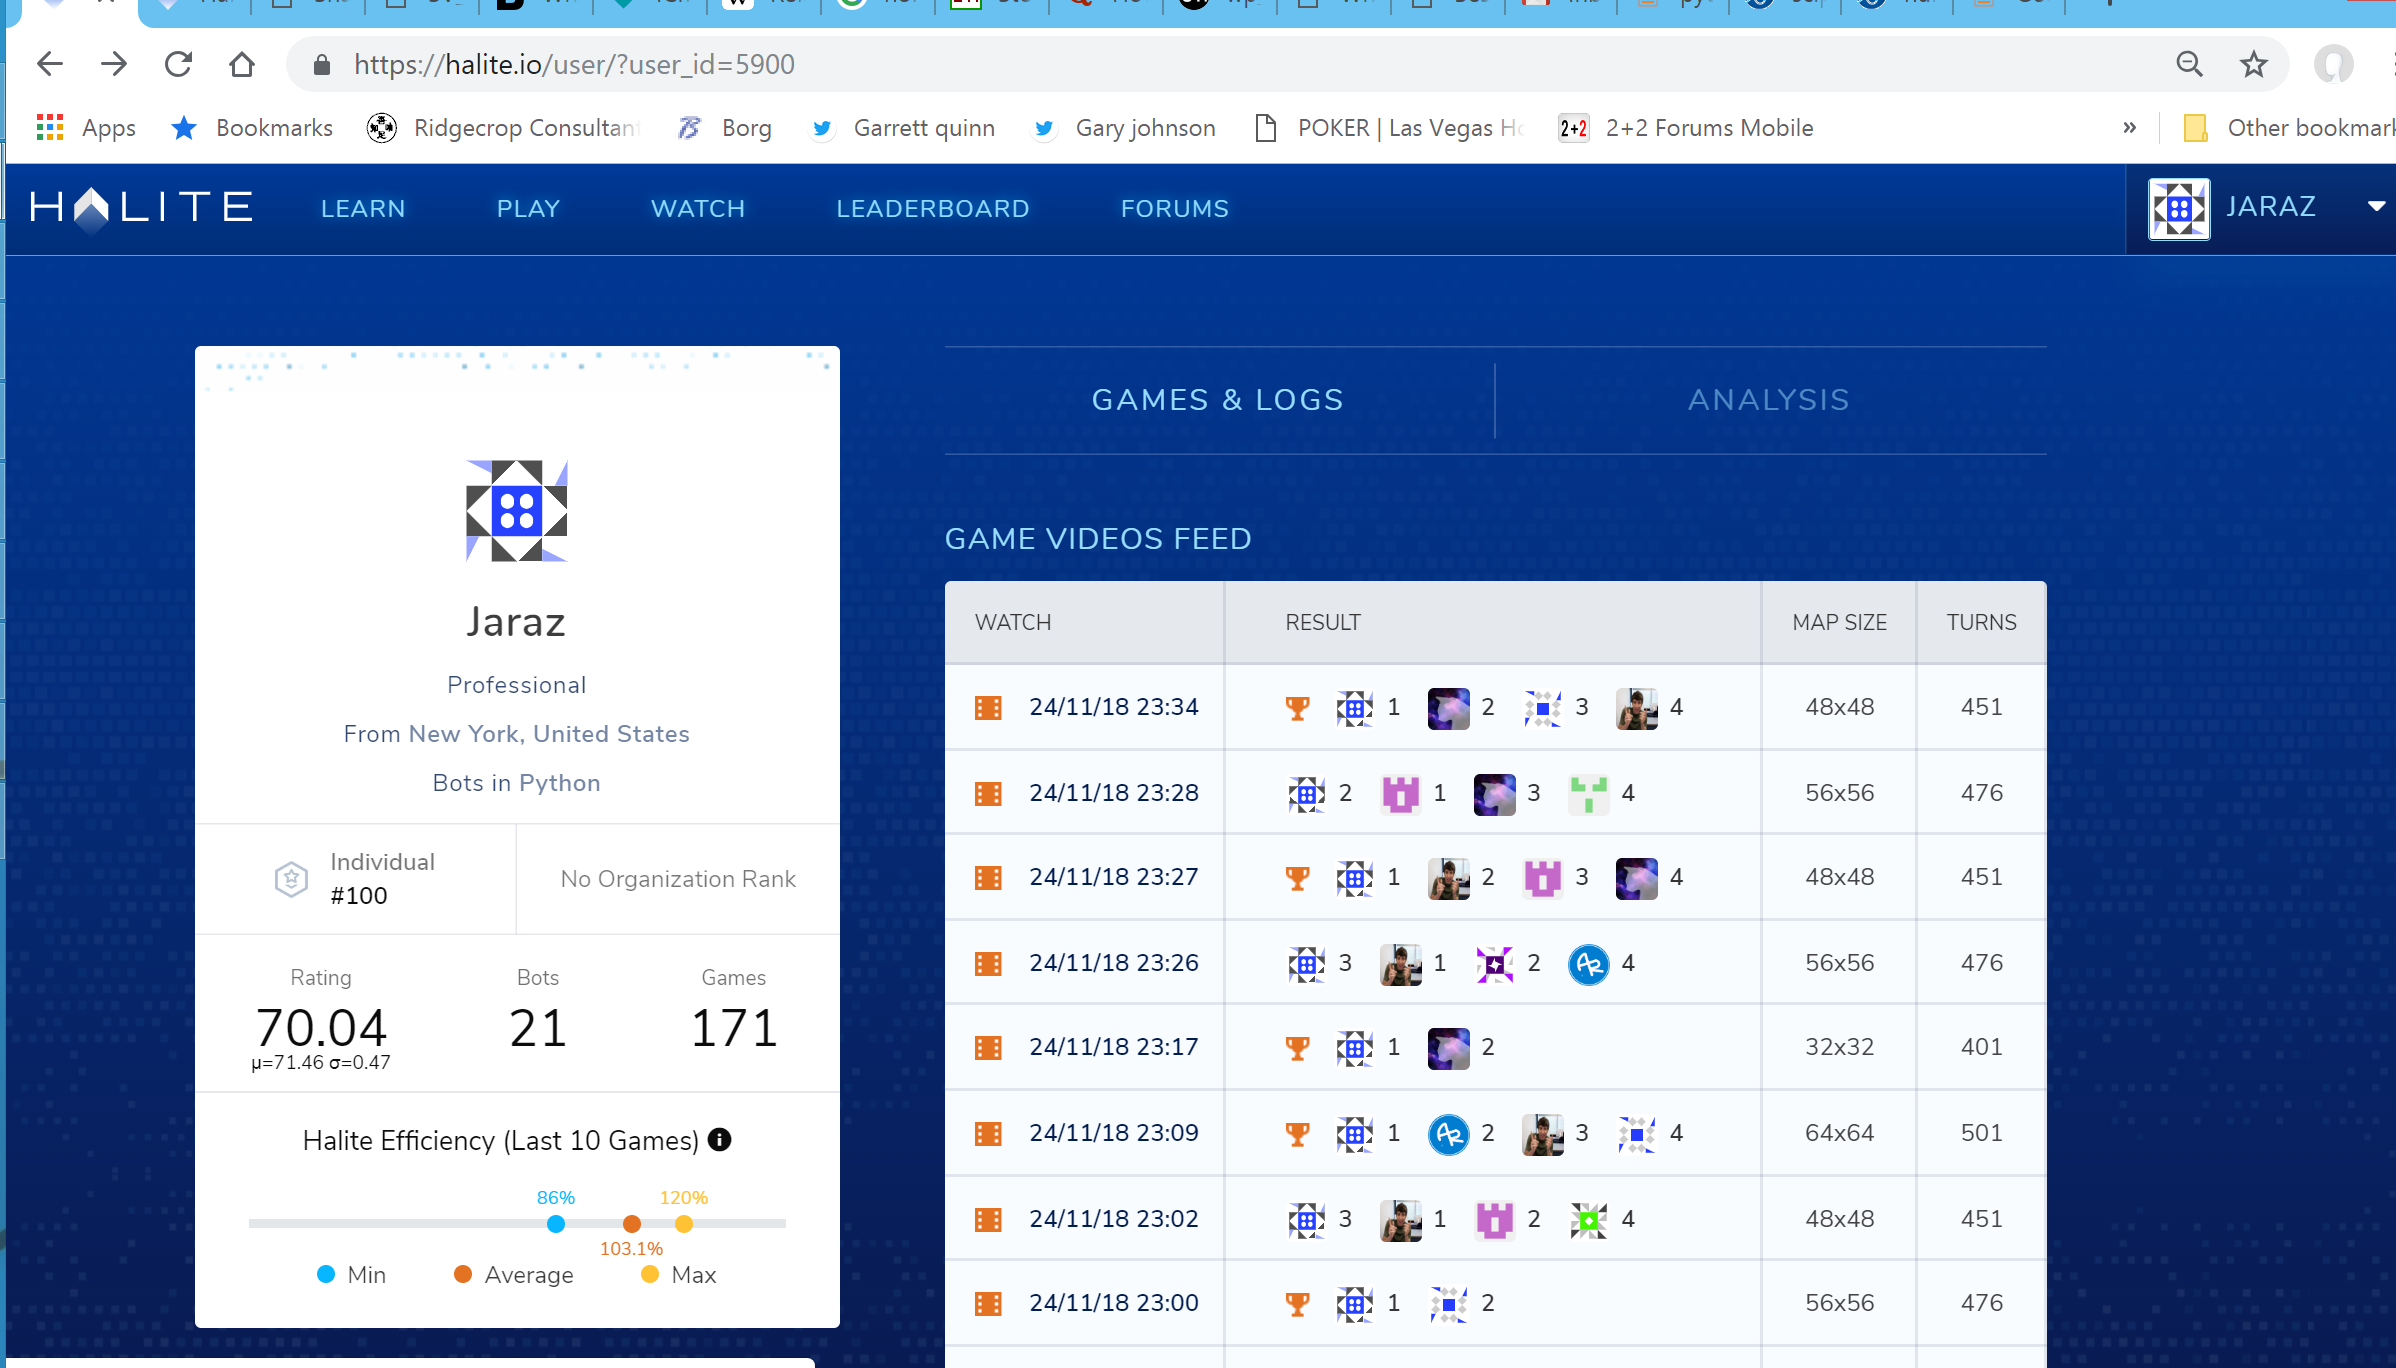 https://halite.io/user/?user_id=5900
Apps Bookmarks Ridgecrop Consultan Borg Garrett quinn Gary johnson POKER | Las Vegas Ho 2+2 2+2 Forums Mobile » Other bookmark
HALITE LEARN PLAY WATCH LEADERBOARD FORUMS JARAZ
GAMES & LOGS ANALYSIS
Jaraz
Professional
From New York, United States
Bots in Python
Individual
#100
No Organization Rank
Rating Bots Games
70.04 21 171
μ=71.46 σ=0.47
Halite Efficiency (Last 10 Games)
86% 120%
103.1%
Min Average Max
GAME VIDEOS FEED
WATCH RESULT MAP SIZE TURNS
24/11/18 23:34 1 2 3 4 48x48 451
24/11/18 23:28 2 1 3 4 56x56 476
24/11/18 23:27 1 2 3 4 48x48 451
24/11/18 23:26 3 1 2 AR 4 56x56 476
24/11/18 23:17 1 2 32x32 401
24/11/18 23:09 1 AR 2 3 4 64x64 501
24/11/18 23:02 3 1 2 4 48x48 451
24/11/18 23:00 1 2 56x56 476